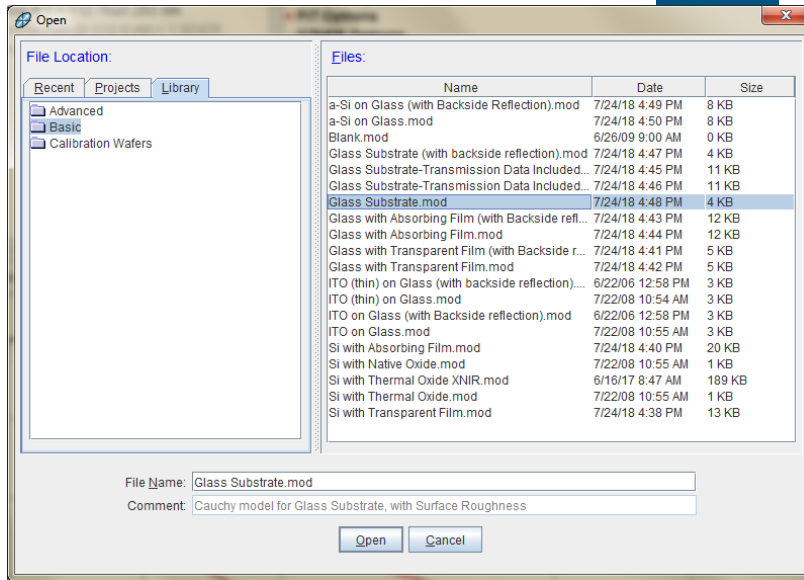 Open
File Location:
Files:
Recent Projects Library
Advanced
Basic
Calibration Wafers
Name Date Size
a-Si on Glass (with Backside Reflection).mod 7/24/18 4:49 PM 8 KB
a-Si on Glass.mod 7/24/18 4:50 PM 8 KB
Blank.mod 6/26/09 9:00 AM 0 KB
Glass Substrate (with backside reflection).mod 7/24/18 4:47 PM 4 KB
Glass Substrate-Transmission Data Included... 7/24/18 4:45 PM 11 KB
Glass Substrate-Transmission Data Included... 7/24/18 4:46 PM 11 KB
Glass Substrate.mod 7/24/18 4:48 PM 4 KB
Glass with Absorbing Film (with Backside refl... 7/24/18 4:43 PM 12 KB
Glass with Absorbing Film.mod 7/24/18 4:44 PM 12 KB
Glass with Transparent Film (with Backside r... 7/24/18 4:41 PM 5 KB
Glass with Transparent Film.mod 7/24/18 4:42 PM 5 KB
ITO (thin) on Glass (with backside reflection).... 6/22/06 12:58 PM 3 KB
ITO (thin) on Glass.mod 7/22/08 10:54 AM 3 KB
ITO on Glass (with Backside reflection).mod 6/22/06 12:58 PM 3 KB
ITO on Glass.mod 7/22/08 10:55 AM 3 KB
Si with Absorbing Film.mod 7/24/18 4:40 PM 20 KB
Si with Native Oxide.mod 7/22/08 10:55 AM 1 KB
Si with Thermal Oxide XNIR.mod 6/16/17 8:47 AM 189 KB
Si with Thermal Oxide.mod 7/22/08 10:55 AM 1 KB
Si with Transparent Film.mod 7/24/18 4:38 PM 13 KB
File Name: Glass Substrate.mod
Comment: Cauchy model for Glass Substrate, with Surface Roughness
Open Cancel